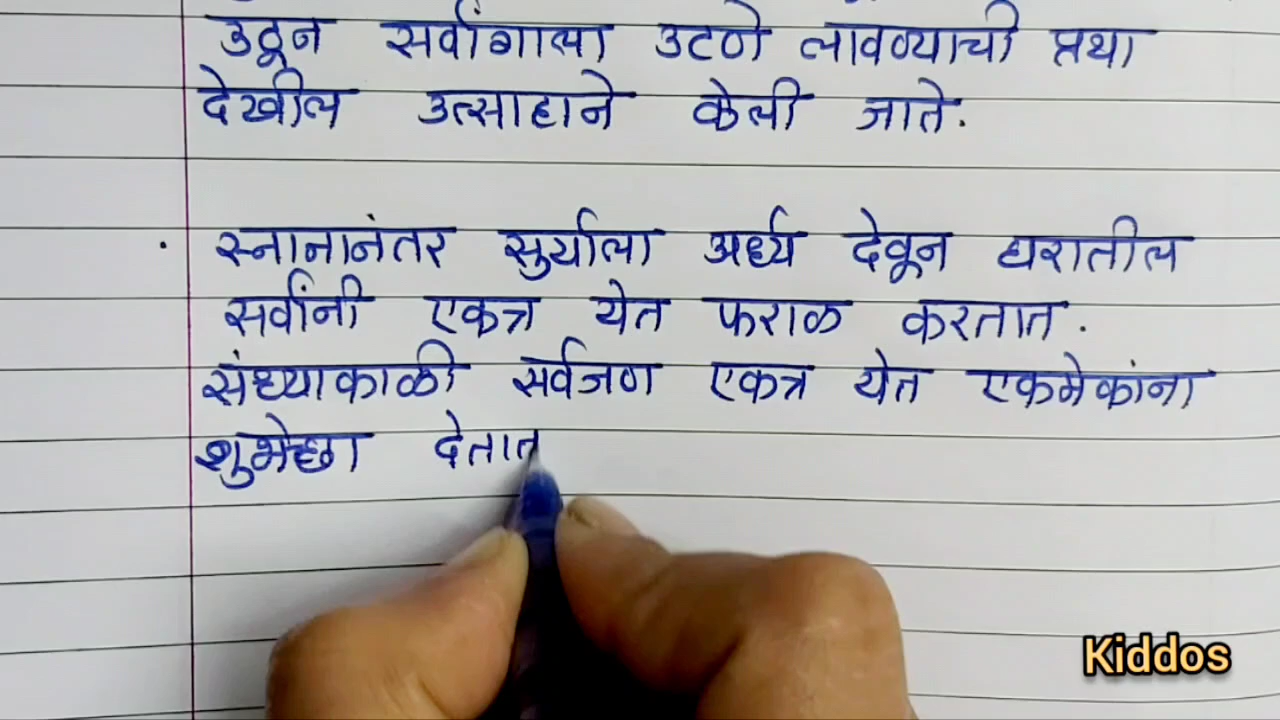 उठून सर्वांगाला उटणे लावण्याची प्रथा
देखील उत्साहाने केली जाते.
स्नानानंतर सुर्याला अर्घ्य देवून घरातील
सर्वांनी एकत्र येत फराळ करतात.
संध्याकाळी सर्वजण एकत्र येत एकमेकांना
शुभेच्छा देतात
Kiddos